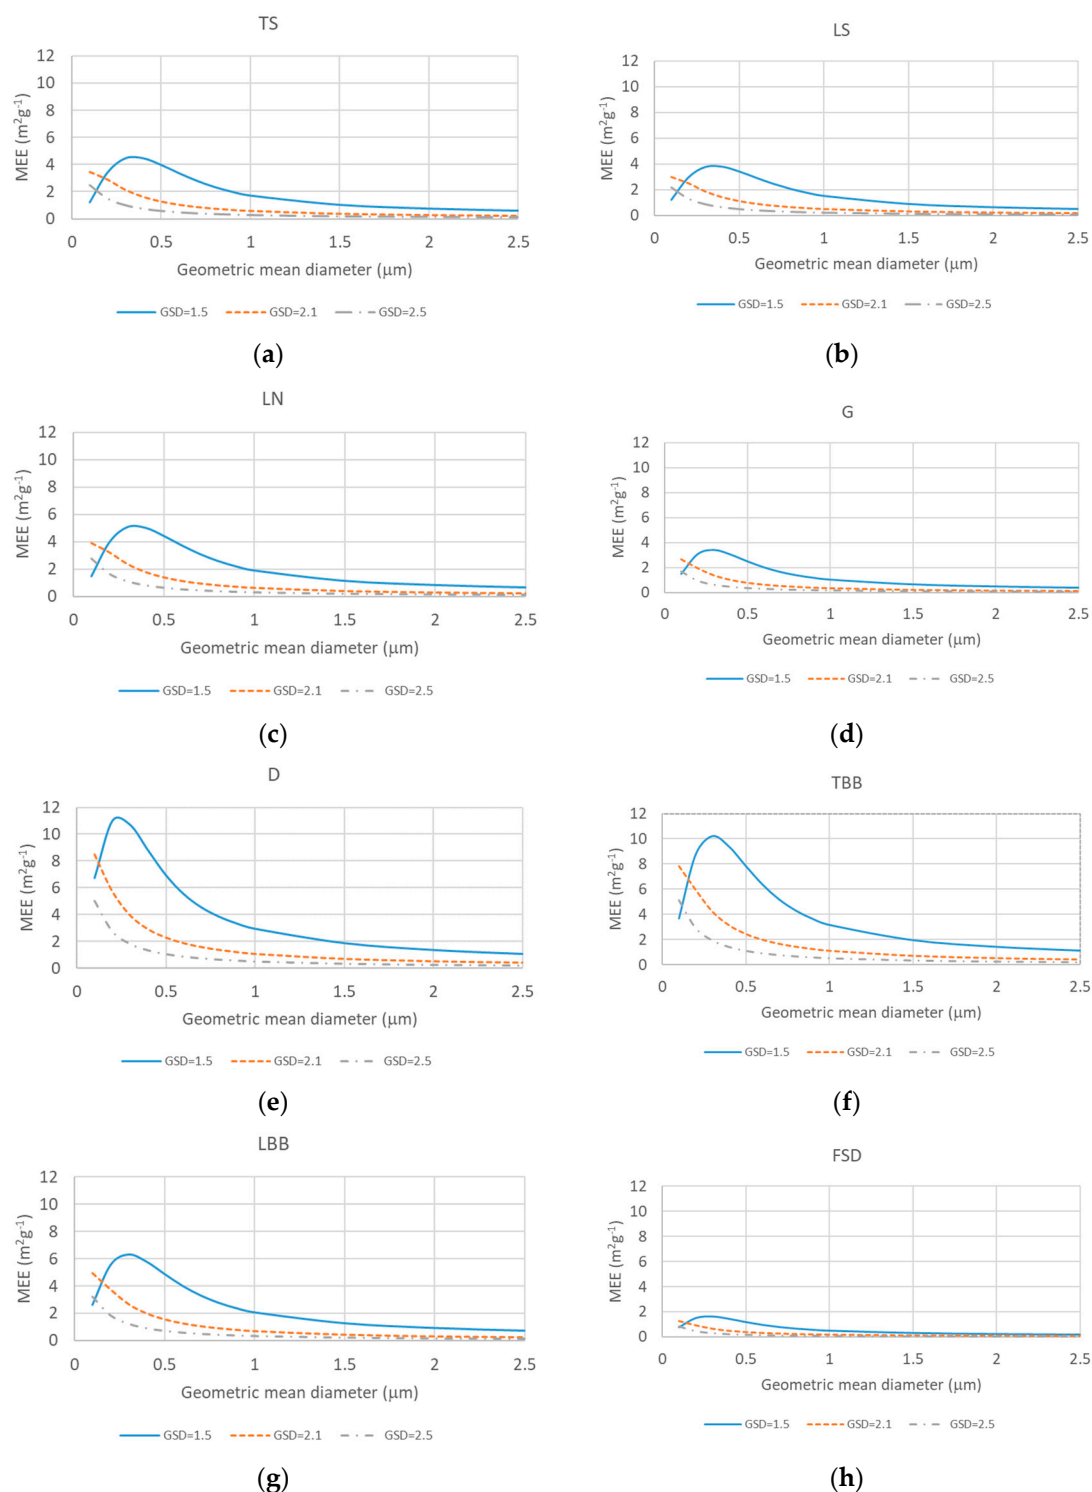 TS
12
10
8
6
4
2
0
MEE (m²g⁻¹)
0 0.5 1 1.5 2 2.5
Geometric mean diameter (μm)
GSD=1.5 GSD=2.1 GSD=2.5
(a)
LS
12
10
8
6
4
2
0
MEE (m²g⁻¹)
0 0.5 1 1.5 2 2.5
Geometric mean diameter (μm)
GSD=1.5 GSD=2.1 GSD=2.5
(b)
LN
12
10
8
6
4
2
0
MEE (m²g⁻¹)
0 0.5 1 1.5 2 2.5
Geometric mean diameter (μm)
GSD=1.5 GSD=2.1 GSD=2.5
(c)
G
12
10
8
6
4
2
0
MEE (m²g⁻¹)
0 0.5 1 1.5 2 2.5
Geometric mean diameter (μm)
GSD=1.5 GSD=2.1 GSD=2.5
(d)
D
12
10
8
6
4
2
0
MEE (m²g⁻¹)
0 0.5 1 1.5 2 2.5
Geometric mean diameter (μm)
GSD=1.5 GSD=2.1 GSD=2.5
(e)
TBB
12
10
8
6
4
2
0
MEE (m²g⁻¹)
0 0.5 1 1.5 2 2.5
Geometric mean diameter (μm)
GSD=1.5 GSD=2.1 GSD=2.5
(f)
LBB
12
10
8
6
4
2
0
MEE (m²g⁻¹)
0 0.5 1 1.5 2 2.5
Geometric mean diameter (μm)
GSD=1.5 GSD=2.1 GSD=2.5
(g)
FSD
12
10
8
6
4
2
0
MEE (m²g⁻¹)
0 0.5 1 1.5 2 2.5
Geometric mean diameter (μm)
GSD=1.5 GSD=2.1 GSD=2.5
(h)